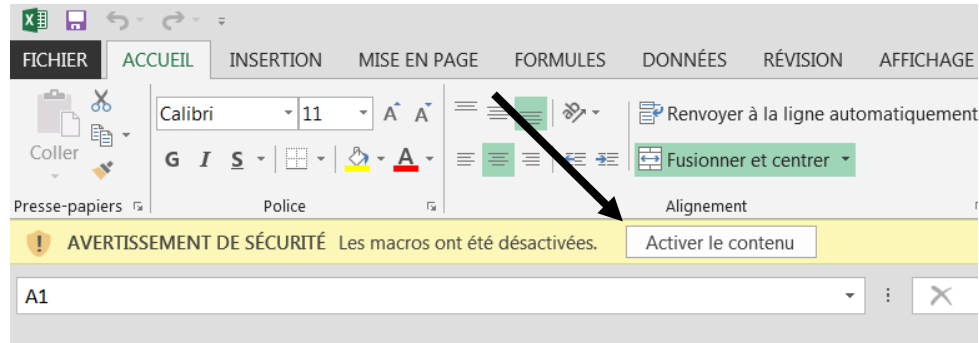 FICHIER ACCUEIL INSERTION MISE EN PAGE FORMULES DONNÉES RÉVISION AFFICHAGE
Calibri 11 A A Renvoyer à la ligne automatiquement
Coller G I S A Fusionner et centrer
Presse-papiers Police Alignement
AVERTISSEMENT DE SÉCURITÉ Les macros ont été désactivées. Activer le contenu
A1